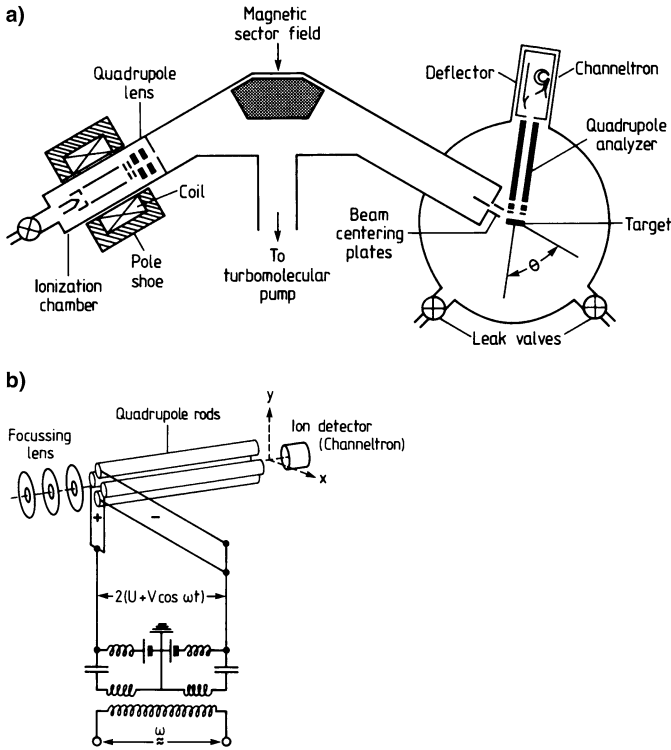 a)
Magnetic
sector field
Quadrupole
lens
Deflector
Channeltron
Quadrupole
analyzer
Coil
Beam
centering
plates
Target
Pole
shoe
To
turbomolecular
pump
Ionization
chamber
θ
Leak valves
b)
Quadrupole rods
y
Ion detector
(Channeltron)
Focussing
lens
x
+
−
2(U+Vcos ωt)
ω
≈